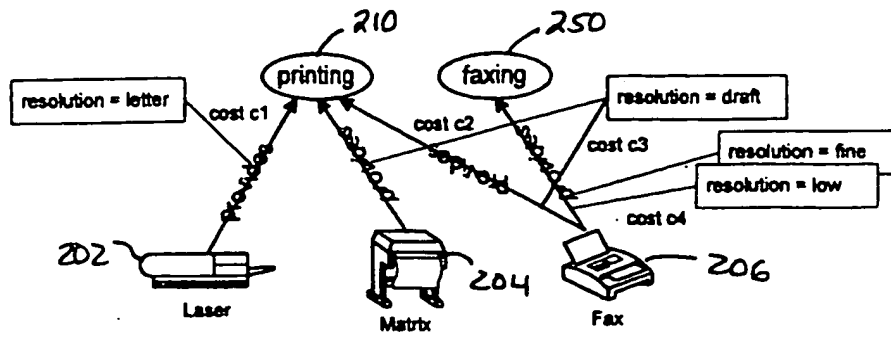 210
250
printing
faxing
resolution = letter
cost c1
cost c2
resolution = draft
cost c3
resolution = fine
resolution = low
cost c4
provides
provides
provides
provides
202
204
206
Laser
Matrix
Fax